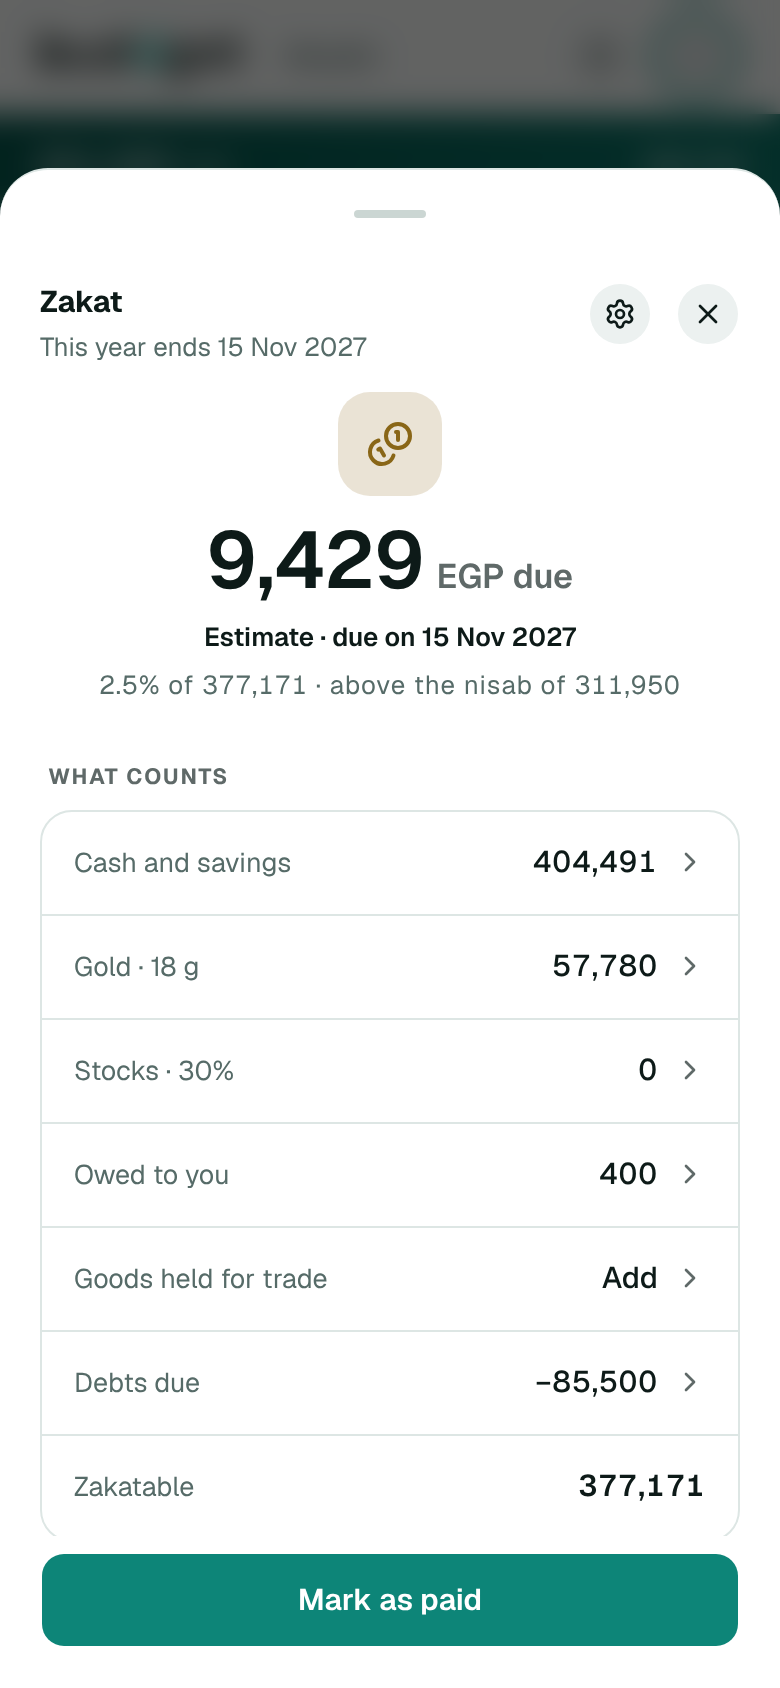 Zakat
This year ends 15 Nov 2027
9,429 EGP due
Estimate · due on 15 Nov 2027
2.5% of 377,171 · above the nisab of 311,950
WHAT COUNTS
Cash and savings 404,491
Gold · 18 g 57,780
Stocks · 30% 0
Owed to you 400
Goods held for trade Add
Debts due −85,500
Zakatable 377,171
Mark as paid